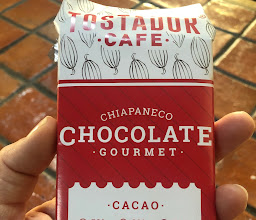 TOSTADOR
·CAFE·
CHIAPANECO
CHOCOLATE
·GOURMET·
·CACAO·